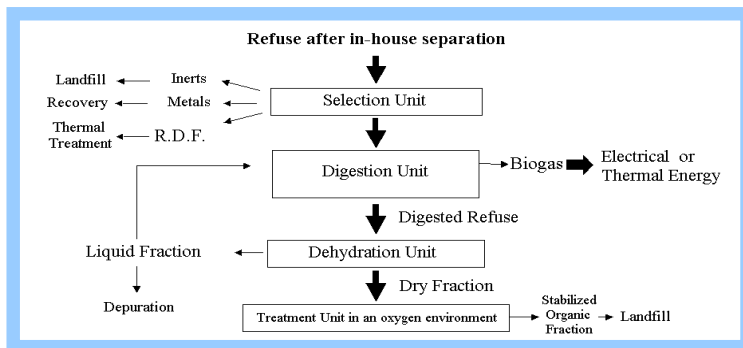 Refuse after in-house separation
Landfill
Inerts
Recovery
Metals
Selection Unit
Thermal
Treatment
R.D.F.
Digestion Unit
Biogas
Electrical or
Thermal Energy
Digested Refuse
Liquid Fraction
Dehydration Unit
Dry Fraction
Depuration
Treatment Unit in an oxygen environment
Stabilized
Organic
Fraction
Landfill